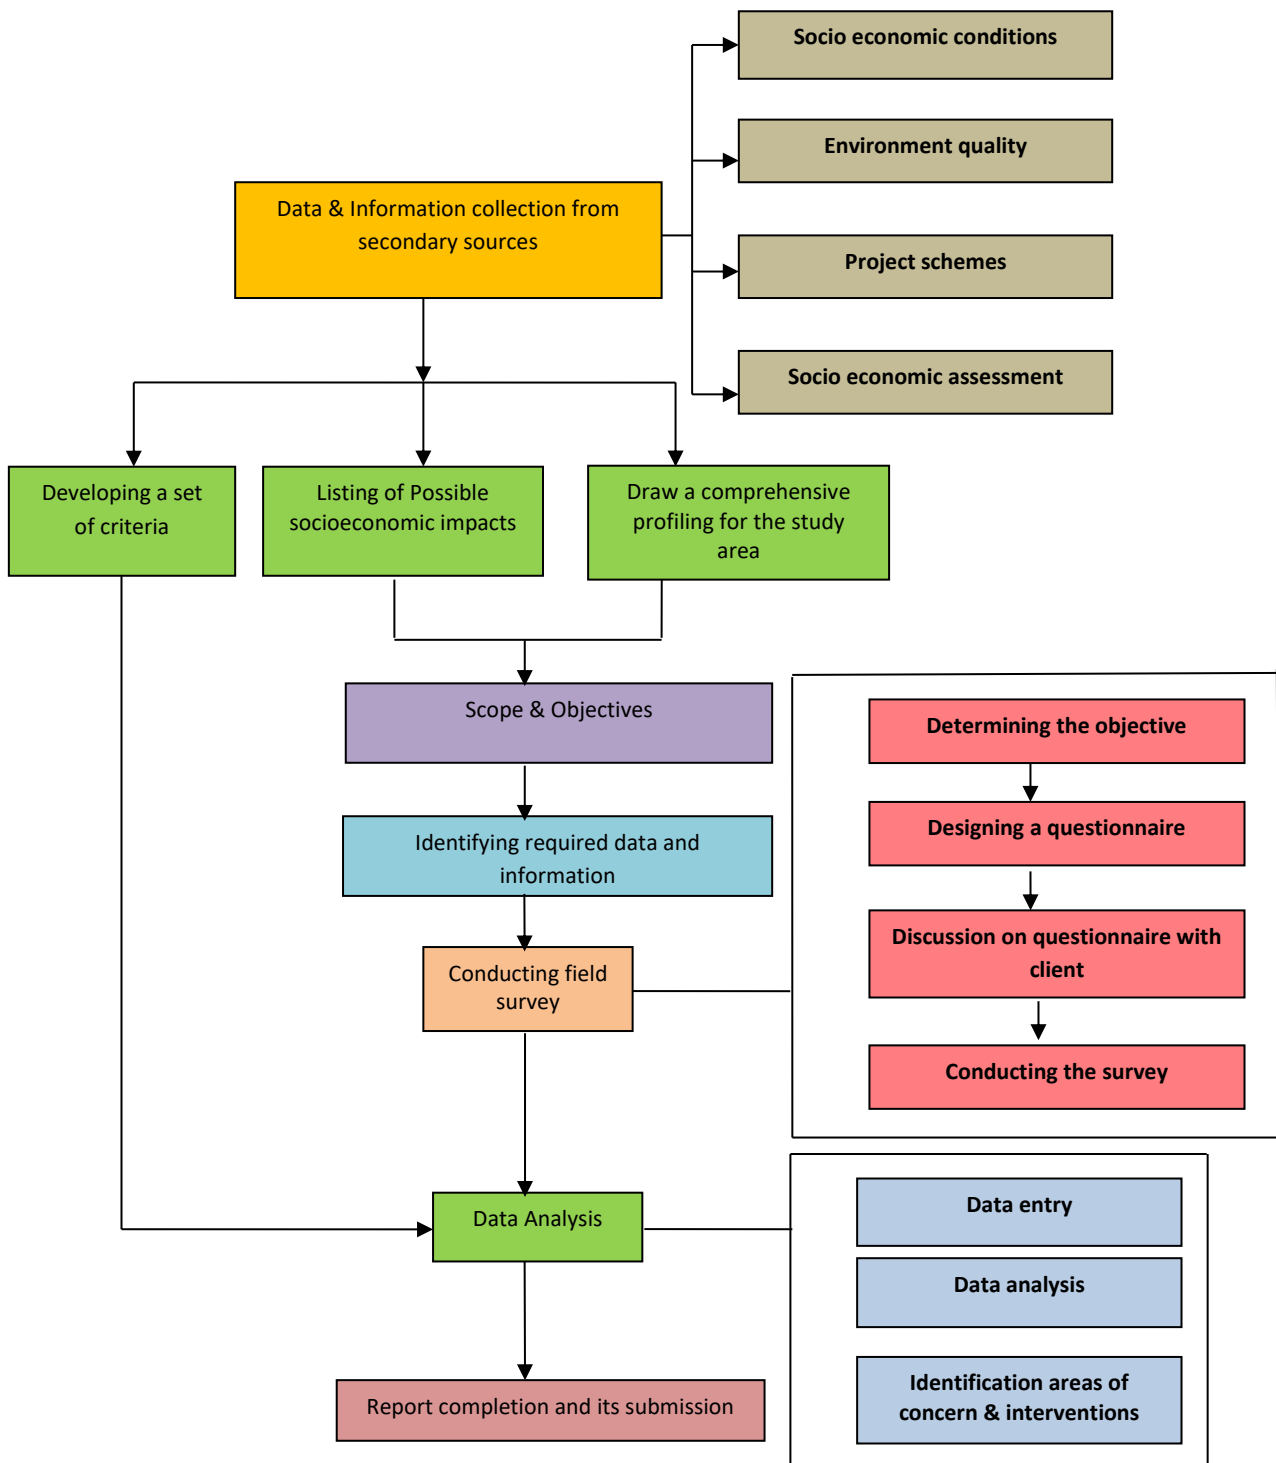 Socio economic conditions
Environment quality
Data & Information collection from
secondary sources
Project schemes
Socio economic assessment
Developing a set
of criteria
Listing of Possible
socioeconomic impacts
Draw a comprehensive
profiling for the study
area
Scope & Objectives
Identifying required data and
information
Conducting field
survey
Determining the objective
Designing a questionnaire
Discussion on questionnaire with
client
Conducting the survey
Data Analysis
Data entry
Data analysis
Identification areas of
concern & interventions
Report completion and its submission